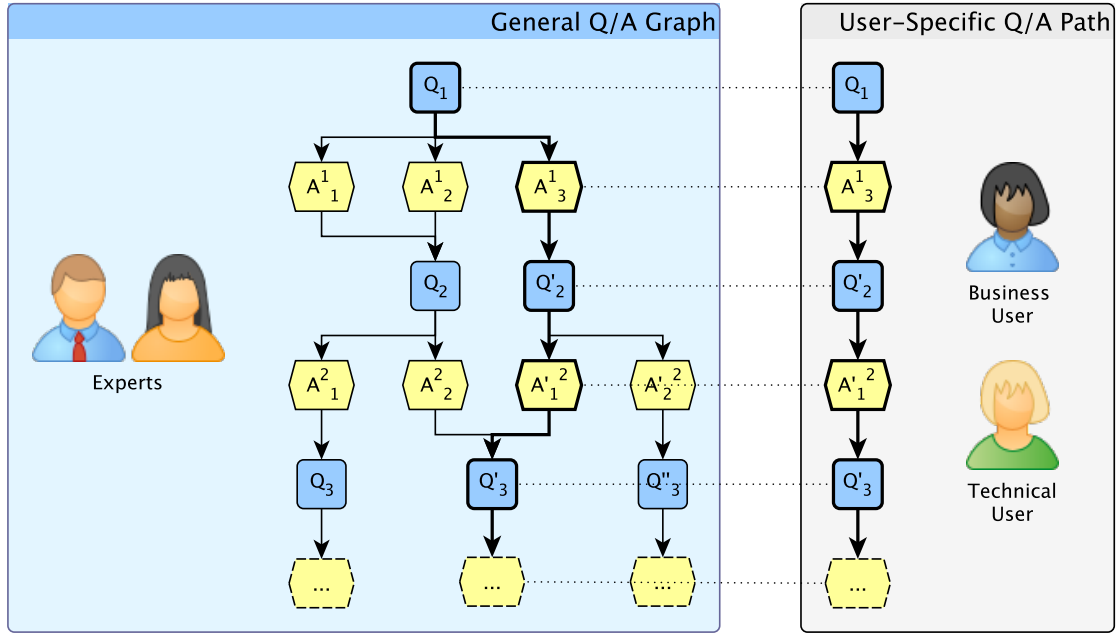 General Q/A Graph
User-Specific Q/A Path
Q₁
Q₁
A¹₁
A¹₂
A¹₃
A¹₃
Q₂
Q'₂
Q'₂
Business
User
Experts
A²₁
A²₂
A'₁²
A'₂²
A'₁²
Q₃
Q'₃
Q''₃
Q'₃
Technical
User
...
...
...
...